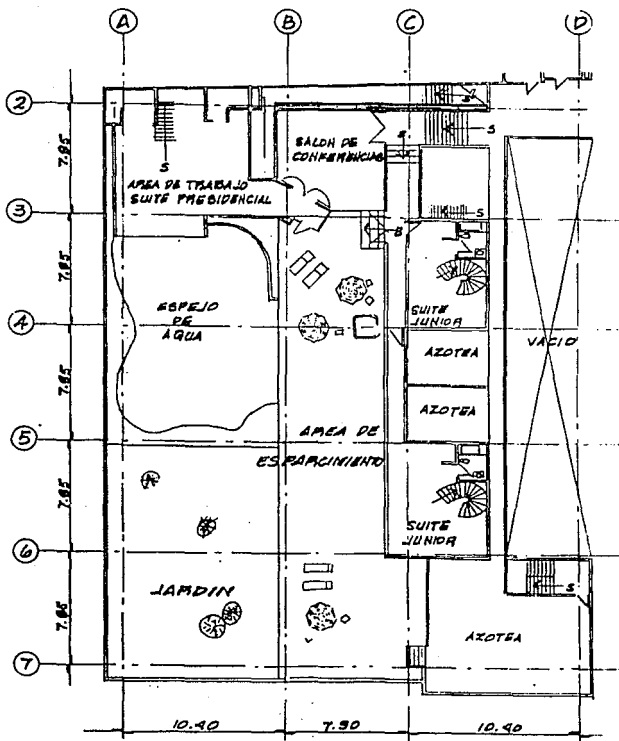 A B C D
2
S
7.85
SALON DE
CONFERENCIAS
S
S
B
AREA DE TRABAJO
SUITE PRESIDENCIAL
3
S
B
7.85
ESPEJO
DE
AGUA
SUITE
JUNIOR
4
VACIO
AZOTEA
7.85
AZOTEA
5
AREA DE
ESPARCIMIENTO
7.85
SUITE
JUNIOR
6
JARDIN
S
7.85
AZOTEA
7
10.40 7.90 10.40